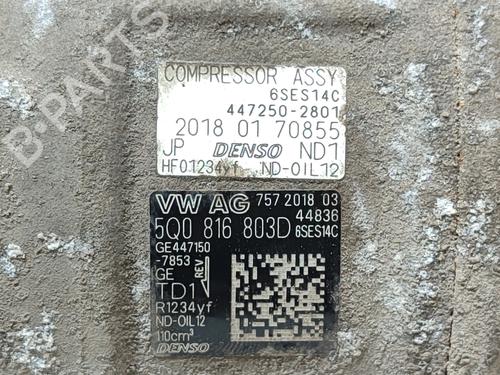 B-PARTS
COMPRESSOR ASSY
6SES14C
447250-2801
2018 01 70855
JP DENSO ND1
HFO1234yf ND-OIL12
VW AG 757 2018 03
44836
5Q0 816 803D 6SES14C
GE447150
-7853
GE
TD1 REV
R1234yf
ND-OIL12
110cm³
DENSO